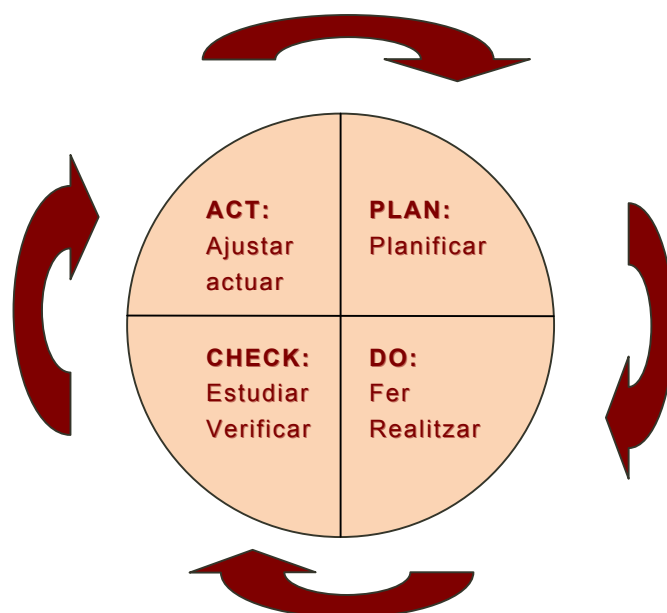 ACT:
Ajustar
actuar
PLAN:
Planificar
CHECK:
Estudiar
Verificar
DO:
Fer
Realitzar